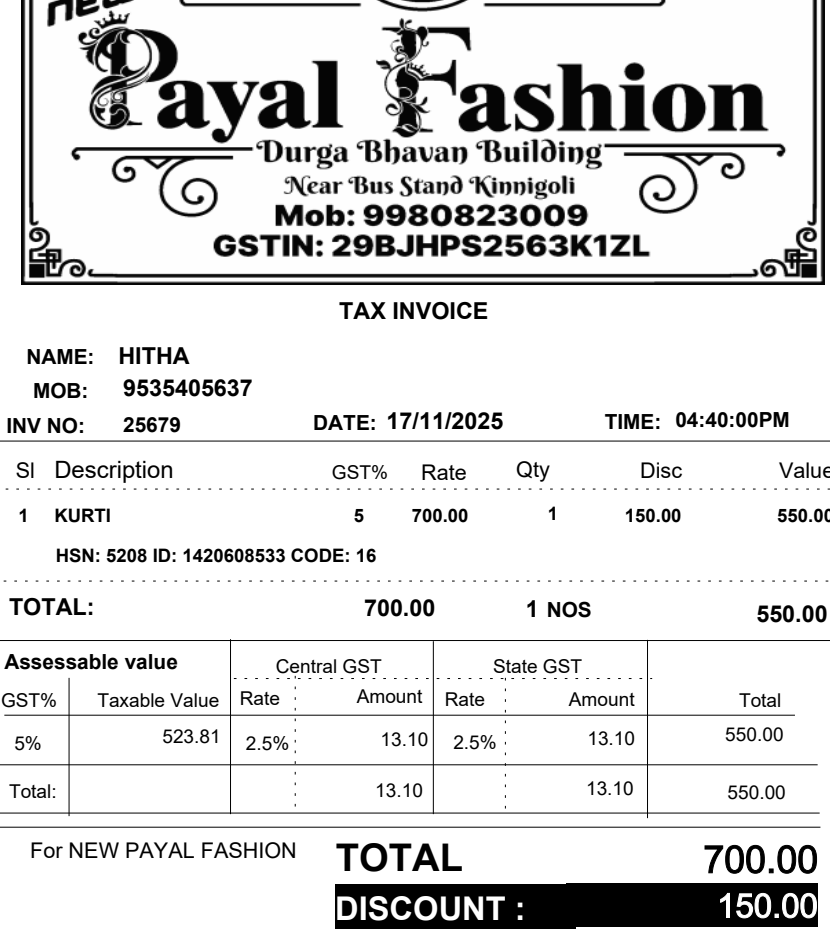 new
Payal Fashion
Durga Bhavan Building
Near Bus Stand Kinnigoli
Mob: 9980823009
GSTIN: 29BJHPS2563K1ZL
TAX INVOICE
NAME: HITHA
MOB: 9535405637
INV NO: 25679 DATE: 17/11/2025 TIME: 04:40:00PM
Sl Description GST% Rate Qty Disc Value
1 KURTI 5 700.00 1 150.00 550.00
HSN: 5208 ID: 1420608533 CODE: 16
TOTAL: 700.00 1 NOS 550.00
Assessable value Central GST State GST
GST% Taxable Value Rate Amount Rate Amount Total
5% 523.81 2.5% 13.10 2.5% 13.10 550.00
Total: 13.10 13.10 550.00
For NEW PAYAL FASHION TOTAL 700.00
DISCOUNT : 150.00